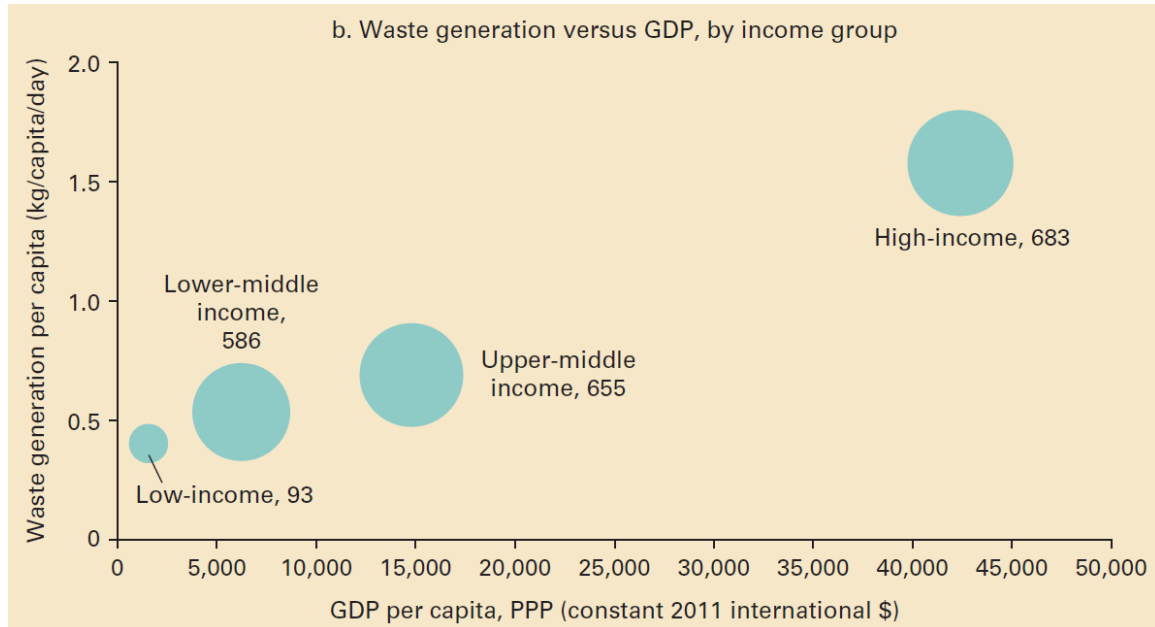 b. Waste generation versus GDP, by income group
Waste generation per capita (kg/capita/day)
2.0
1.5
1.0
0.5
0
High-income, 683
Lower-middle
income,
586
Upper-middle
income, 655
Low-income, 93
0 5,000 10,000 15,000 20,000 25,000 30,000 35,000 40,000 45,000 50,000
GDP per capita, PPP (constant 2011 international $)